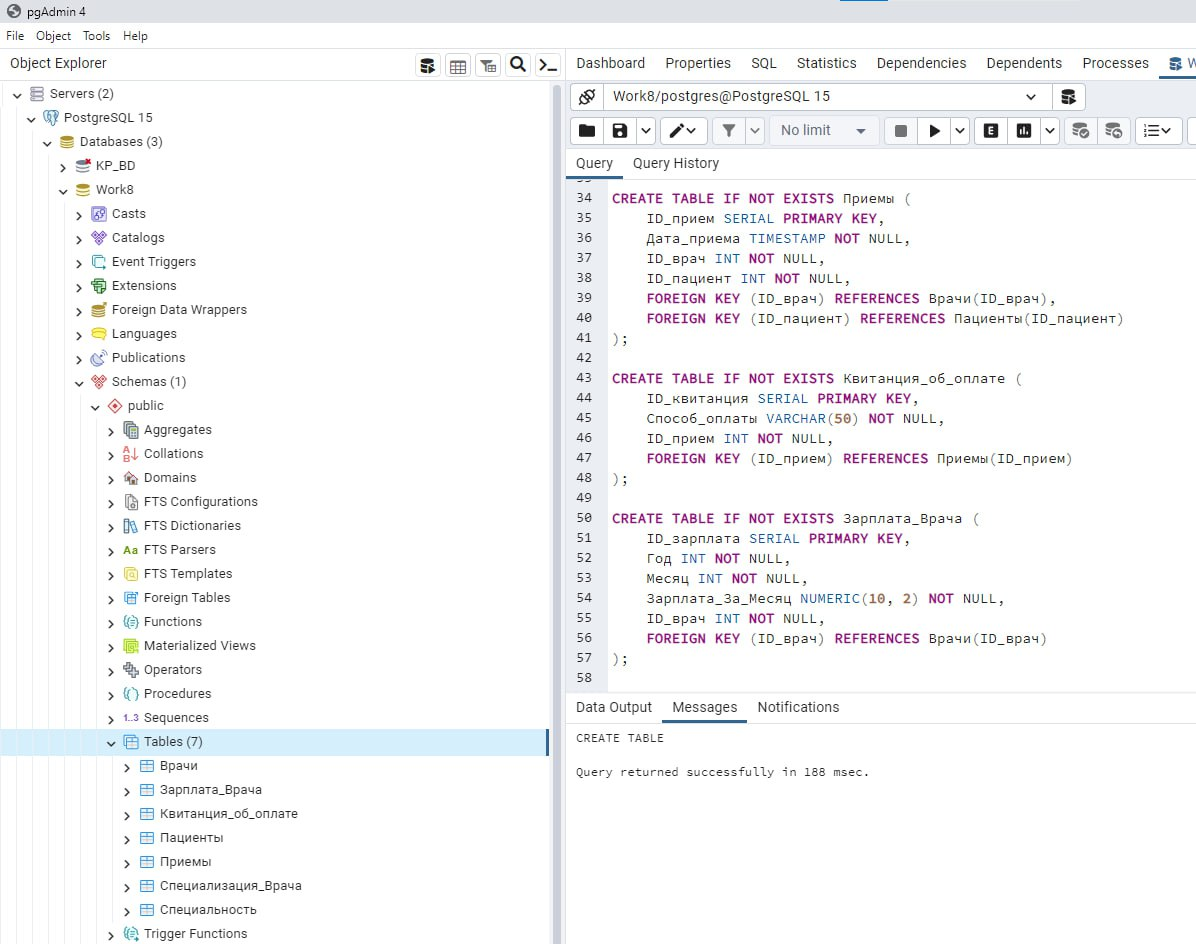 pgAdmin 4
File Object Tools Help
Object Explorer
Dashboard Properties SQL Statistics Dependencies Dependents Processes
Servers (2)
PostgreSQL 15
Databases (3)
KP_BD
Work8
Casts
Catalogs
Event Triggers
Extensions
Foreign Data Wrappers
Languages
Publications
Schemas (1)
public
Aggregates
Collations
Domains
FTS Configurations
FTS Dictionaries
Aa FTS Parsers
FTS Templates
Foreign Tables
Functions
Materialized Views
Operators
Procedures
1..3 Sequences
Tables (7)
Врачи
Зарплата_Врача
Квитанция_об_оплате
Пациенты
Приемы
Специализация_Врача
Специальность
Trigger Functions
Work8/postgres@PostgreSQL 15
No limit
Query Query History
34 CREATE TABLE IF NOT EXISTS Приемы (
35 ID_прием SERIAL PRIMARY KEY,
36 Дата_приема TIMESTAMP NOT NULL,
37 ID_врач INT NOT NULL,
38 ID_пациент INT NOT NULL,
39 FOREIGN KEY (ID_врач) REFERENCES Врачи(ID_врач),
40 FOREIGN KEY (ID_пациент) REFERENCES Пациенты(ID_пациент)
41 );
42
43 CREATE TABLE IF NOT EXISTS Квитанция_об_оплате (
44 ID_квитанция SERIAL PRIMARY KEY,
45 Способ_оплаты VARCHAR(50) NOT NULL,
46 ID_прием INT NOT NULL,
47 FOREIGN KEY (ID_прием) REFERENCES Приемы(ID_прием)
48 );
49
50 CREATE TABLE IF NOT EXISTS Зарплата_Врача (
51 ID_зарплата SERIAL PRIMARY KEY,
52 Год INT NOT NULL,
53 Месяц INT NOT NULL,
54 Зарплата_За_Месяц NUMERIC(10, 2) NOT NULL,
55 ID_врач INT NOT NULL,
56 FOREIGN KEY (ID_врач) REFERENCES Врачи(ID_врач)
57 );
58
Data Output Messages Notifications
CREATE TABLE
Query returned successfully in 188 msec.